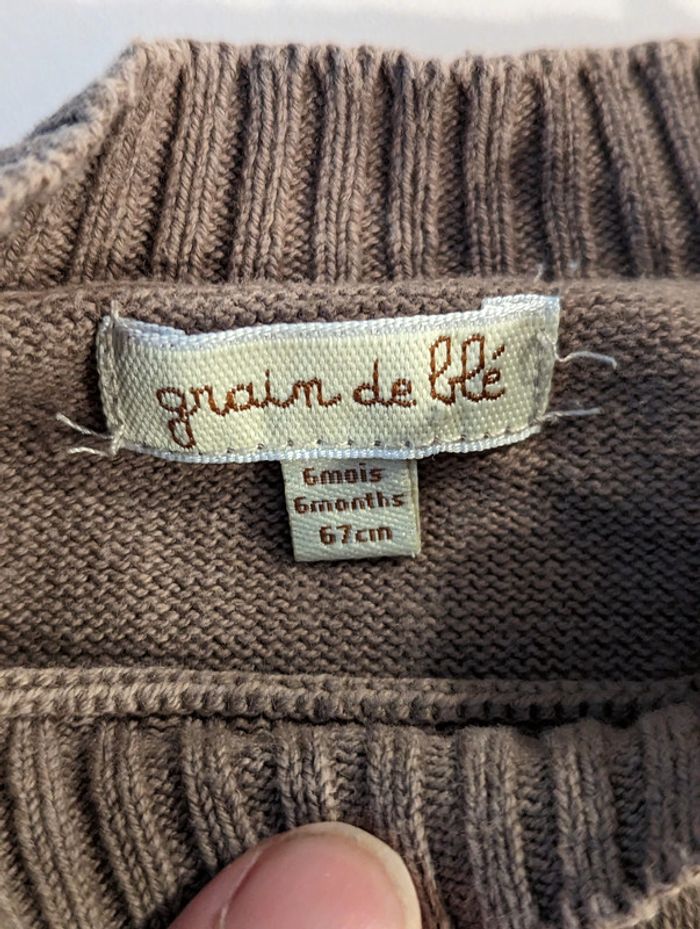 grain de blé
6mois
6months
67cm